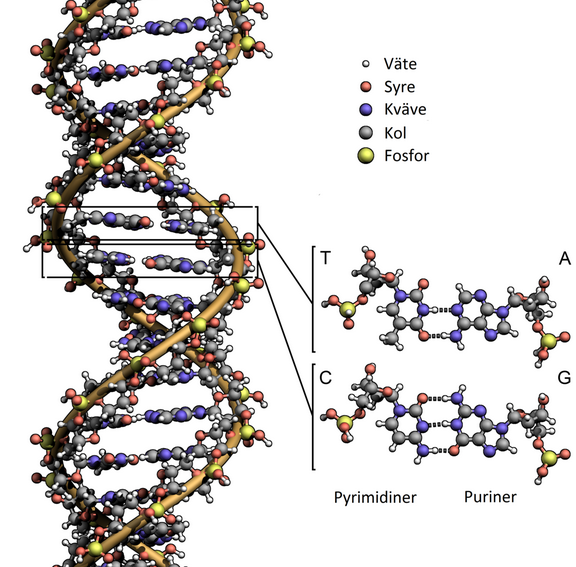 Väte
Syre
Kväve
Kol
Fosfor
T A
C G
Pyrimidiner Puriner